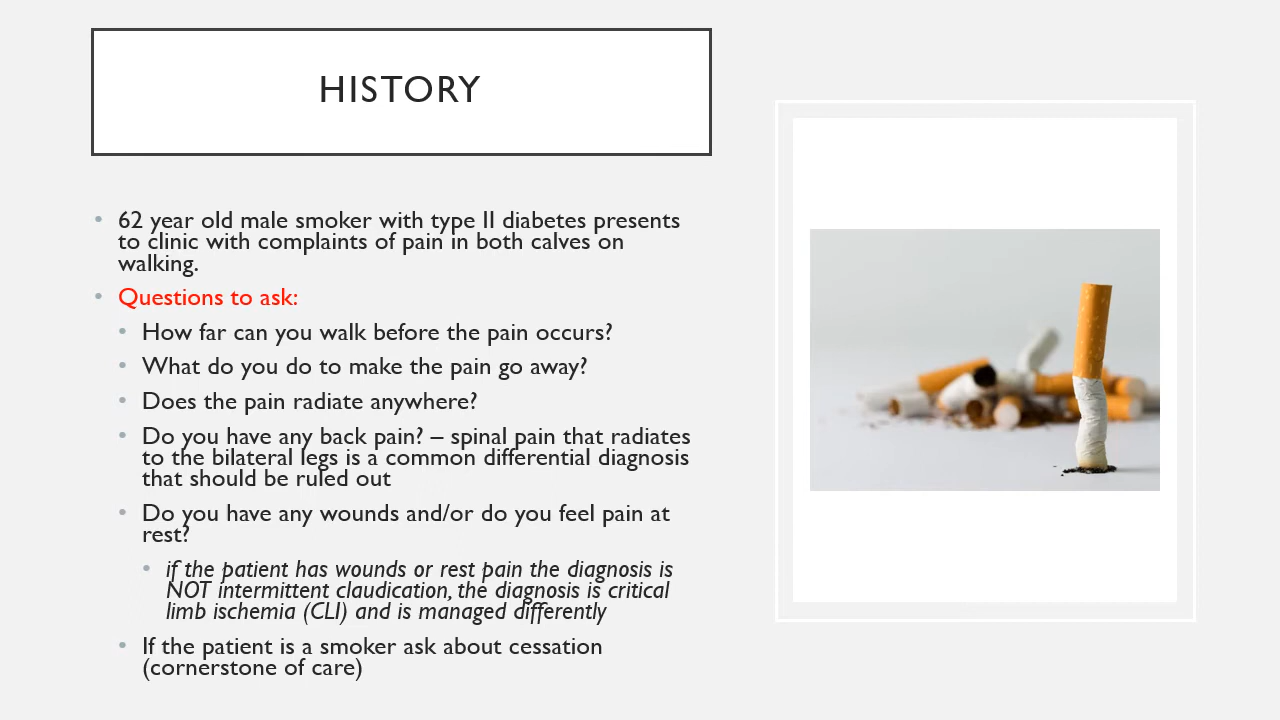 HISTORY
62 year old male smoker with type II diabetes presents
to clinic with complaints of pain in both calves on
walking.
Questions to ask:
How far can you walk before the pain occurs?
What do you do to make the pain go away?
Does the pain radiate anywhere?
Do you have any back pain? – spinal pain that radiates
to the bilateral legs is a common differential diagnosis
that should be ruled out
Do you have any wounds and/or do you feel pain at
rest?
if the patient has wounds or rest pain the diagnosis is
NOT intermittent claudication, the diagnosis is critical
limb ischemia (CLI) and is managed differently
If the patient is a smoker ask about cessation
(cornerstone of care)